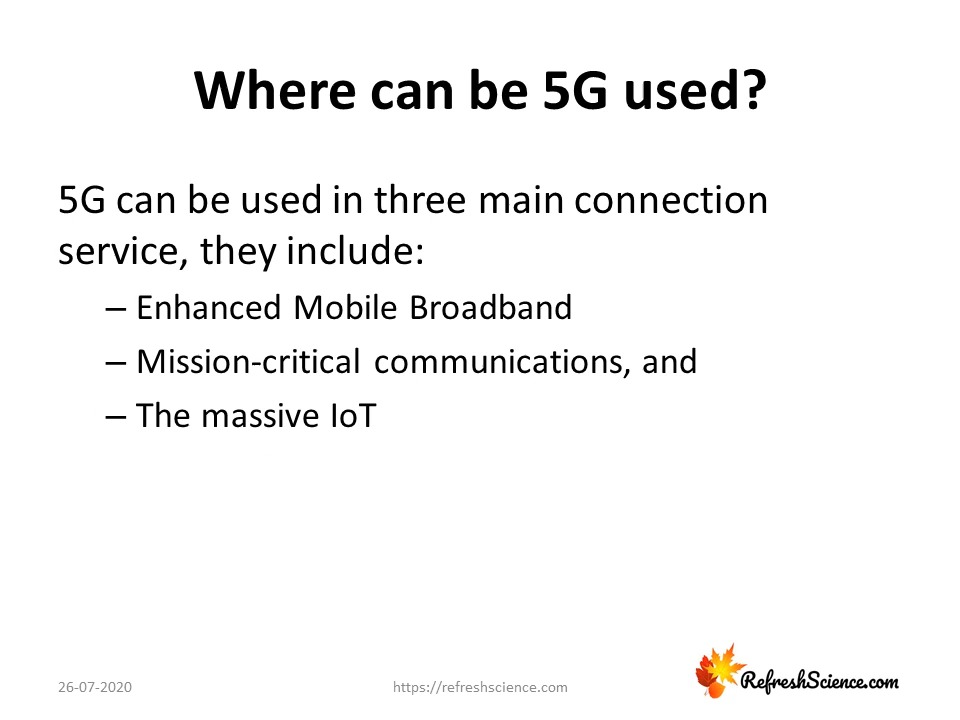 Where can be 5G used?
5G can be used in three main connection
service, they include:
– Enhanced Mobile Broadband
– Mission-critical communications, and
– The massive IoT
26-07-2020
https://refreshscience.com
RefreshScience.com